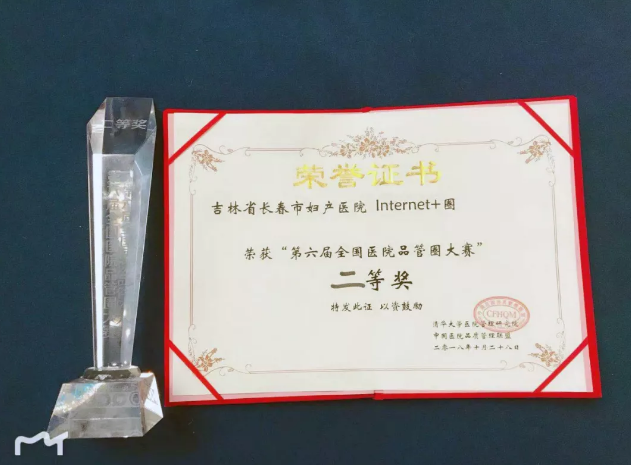 二等奖
荣誉证书
吉林省长春市妇产医院 Internet+圈
荣获“第六届全国医院品管圈大赛”
二等奖
特发此证 以资鼓励
清华大学医院管理研究院
中国医院品质管理联盟
二〇一八年十月二十八日
CFHQM